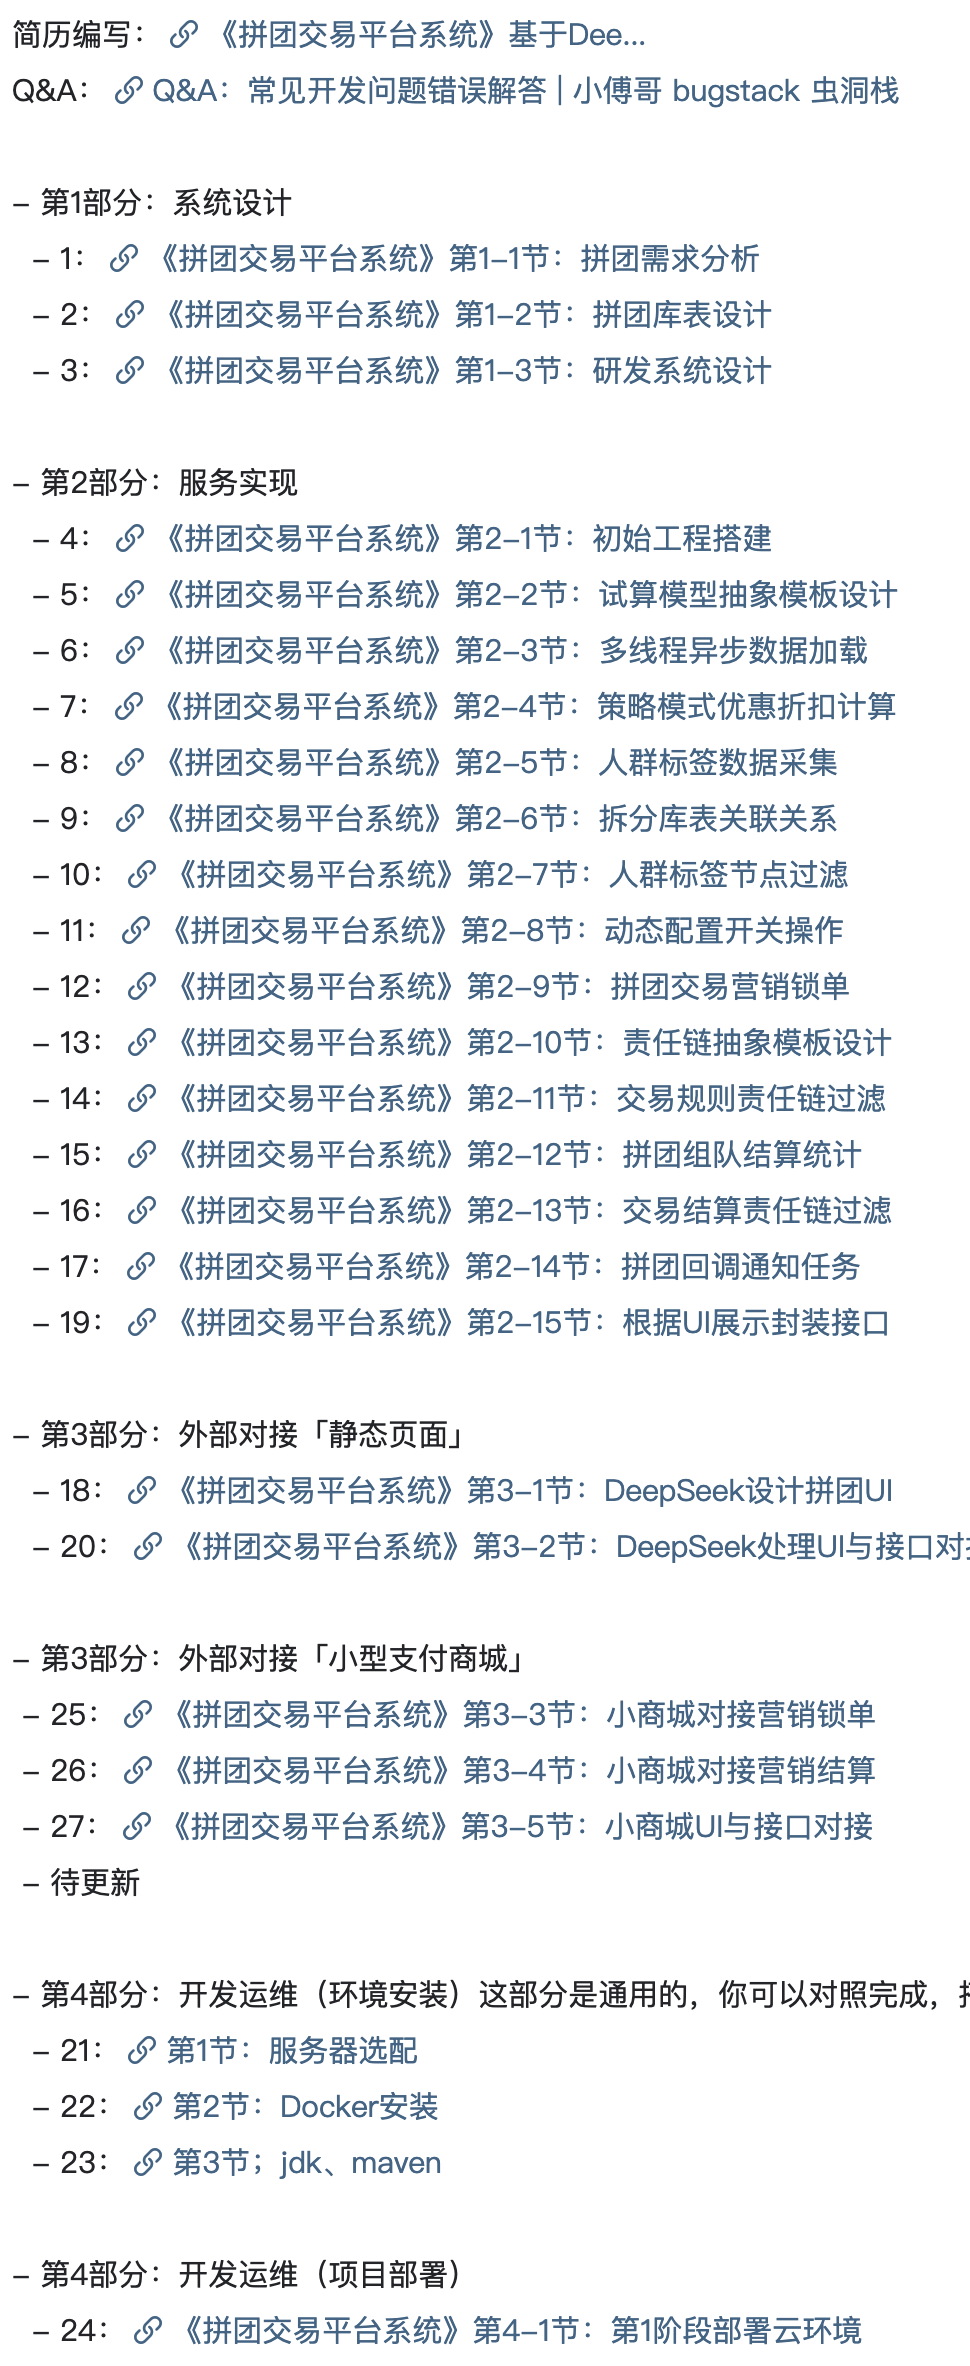 简历编写： 《拼团交易平台系统》基于Dee...
Q&A： Q&A：常见开发问题错误解答 | 小傅哥 bugstack 虫洞栈
– 第1部分：系统设计
– 1： 《拼团交易平台系统》第1–1节：拼团需求分析
– 2： 《拼团交易平台系统》第1–2节：拼团库表设计
– 3： 《拼团交易平台系统》第1–3节：研发系统设计
– 第2部分：服务实现
– 4： 《拼团交易平台系统》第2–1节：初始工程搭建
– 5： 《拼团交易平台系统》第2–2节：试算模型抽象模板设计
– 6： 《拼团交易平台系统》第2–3节：多线程异步数据加载
– 7： 《拼团交易平台系统》第2–4节：策略模式优惠折扣计算
– 8： 《拼团交易平台系统》第2–5节：人群标签数据采集
– 9： 《拼团交易平台系统》第2–6节：拆分库表关联关系
– 10： 《拼团交易平台系统》第2–7节：人群标签节点过滤
– 11： 《拼团交易平台系统》第2–8节：动态配置开关操作
– 12： 《拼团交易平台系统》第2–9节：拼团交易营销锁单
– 13： 《拼团交易平台系统》第2–10节：责任链抽象模板设计
– 14： 《拼团交易平台系统》第2–11节：交易规则责任链过滤
– 15： 《拼团交易平台系统》第2–12节：拼团组队结算统计
– 16： 《拼团交易平台系统》第2–13节：交易结算责任链过滤
– 17： 《拼团交易平台系统》第2–14节：拼团回调通知任务
– 19： 《拼团交易平台系统》第2–15节：根据UI展示封装接口
– 第3部分：外部对接「静态页面」
– 18： 《拼团交易平台系统》第3–1节：DeepSeek设计拼团UI
– 20： 《拼团交易平台系统》第3–2节：DeepSeek处理UI与接口对
– 第3部分：外部对接「小型支付商城」
– 25： 《拼团交易平台系统》第3–3节：小商城对接营销锁单
– 26： 《拼团交易平台系统》第3–4节：小商城对接营销结算
– 27： 《拼团交易平台系统》第3–5节：小商城UI与接口对接
– 待更新
– 第4部分：开发运维（环境安装）这部分是通用的，你可以对照完成，
– 21： 第1节：服务器选配
– 22： 第2节：Docker安装
– 23： 第3节；jdk、maven
– 第4部分：开发运维（项目部署）
– 24： 《拼团交易平台系统》第4–1节：第1阶段部署云环境